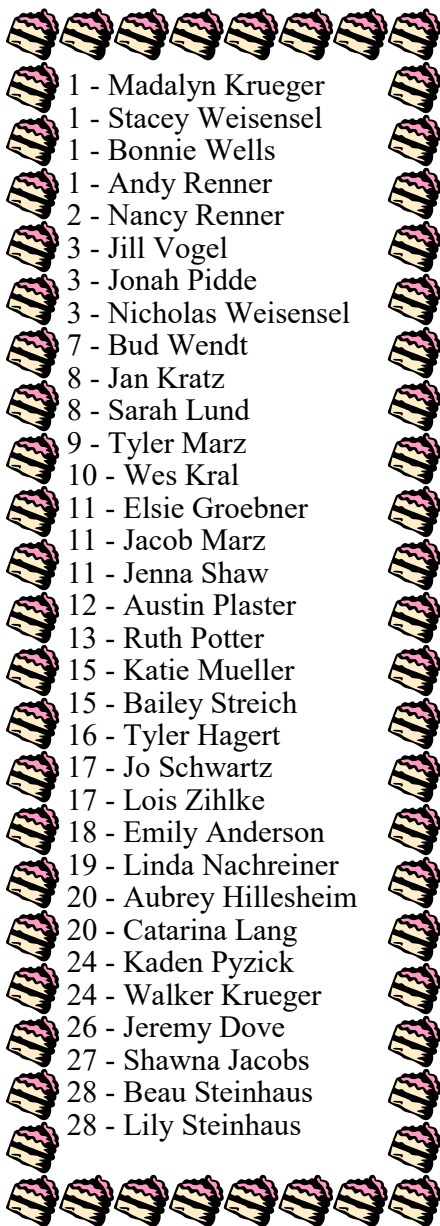 1 - Madalyn Krueger
1 - Stacey Weisensel
1 - Bonnie Wells
1 - Andy Renner
2 - Nancy Renner
3 - Jill Vogel
3 - Jonah Pidde
3 - Nicholas Weisensel
7 - Bud Wendt
8 - Jan Kratz
8 - Sarah Lund
9 - Tyler Marz
10 - Wes Kral
11 - Elsie Groebner
11 - Jacob Marz
11 - Jenna Shaw
12 - Austin Plaster
13 - Ruth Potter
15 - Katie Mueller
15 - Bailey Streich
16 - Tyler Hagert
17 - Jo Schwartz
17 - Lois Zihlke
18 - Emily Anderson
19 - Linda Nachreiner
20 - Aubrey Hillesheim
20 - Catarina Lang
24 - Kaden Pyzick
24 - Walker Krueger
26 - Jeremy Dove
27 - Shawna Jacobs
28 - Beau Steinhaus
28 - Lily Steinhaus